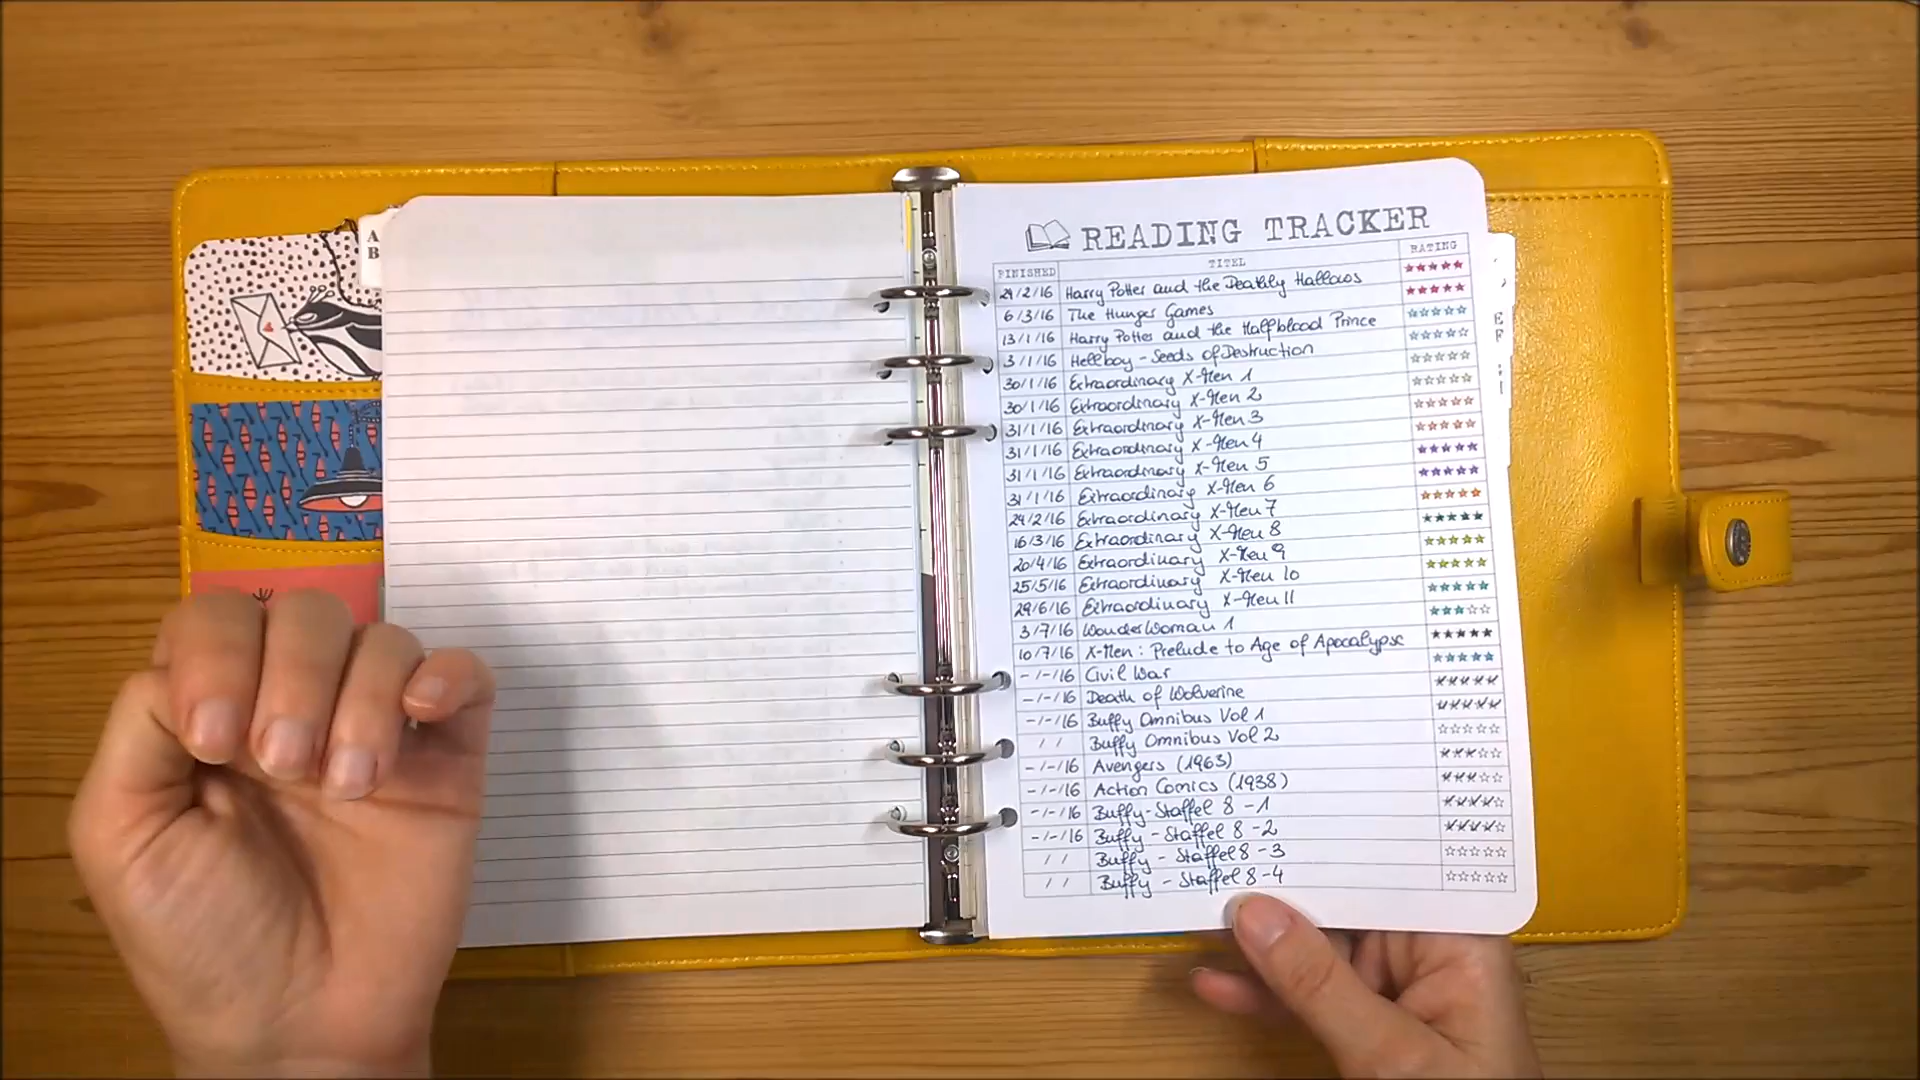 A
B
READING TRACKER
FINISHED TITEL RATING
29/2/16 Harry Potter and the Deathly Hallows
6/3/16 The Hunger Games
13/1/16 Harry Potter and the Halfblood Prince
3/1/16 Hellboy - Seeds of Destruction
30/1/16 Extraordinary X-Men 1
30/1/16 Extraordinary X-Men 2
31/1/16 Extraordinary X-Men 3
31/1/16 Extraordinary X-Men 4
31/1/16 Extraordinary X-Men 5
31/1/16 Extraordinary X-Men 6
29/2/16 Extraordinary X-Men 7
16/3/16 Extraordinary X-Men 8
20/4/16 Extraordinary X-Men 9
25/5/16 Extraordinary X-Men 10
29/6/16 Extraordinary X-Men 11
3/7/16 Wonder Woman 1
10/7/16 X-Men: Prelude to Age of Apocalypse
-/-/16 Civil War
-/-/16 Death of Wolverine
-/-/16 Buffy Omnibus Vol 1
/ / Buffy Omnibus Vol 2
-/-/16 Avengers (1963)
-/-/16 Action Comics (1938)
-/-/16 Buffy - Staffel 8 - 1
-/-/16 Buffy - Staffel 8 - 2
/ / Buffy - Staffel 8 - 3
/ / Buffy - Staffel 8 - 4
E
F